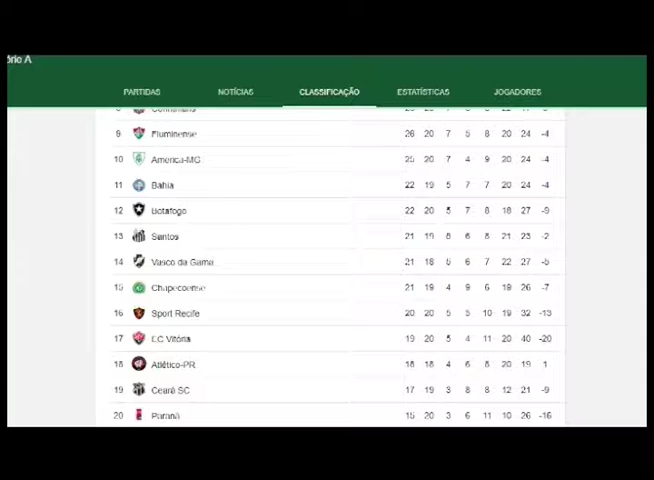 ório A
PARTIDAS NOTÍCIAS CLASSIFICAÇÃO ESTATÍSTICAS JOGADORES
9 Fluminense 26 20 7 5 8 20 24 -4
10 América-MG 25 20 7 4 9 20 24 -4
11 Bahia 22 19 5 7 7 20 24 -4
12 Botafogo 22 20 5 7 8 18 27 -9
13 Santos 21 19 5 6 8 21 23 -2
14 Vasco da Gama 21 18 5 6 7 22 27 -5
15 Chapecoense 21 19 4 9 6 19 26 -7
16 Sport Recife 20 20 5 5 10 19 32 -13
17 EC Vitória 19 20 5 4 11 20 40 -20
18 Atlético-PR 18 18 4 6 8 20 19 1
19 Ceará SC 17 19 3 8 8 12 21 -9
20 Paraná 15 20 3 6 11 10 26 -16